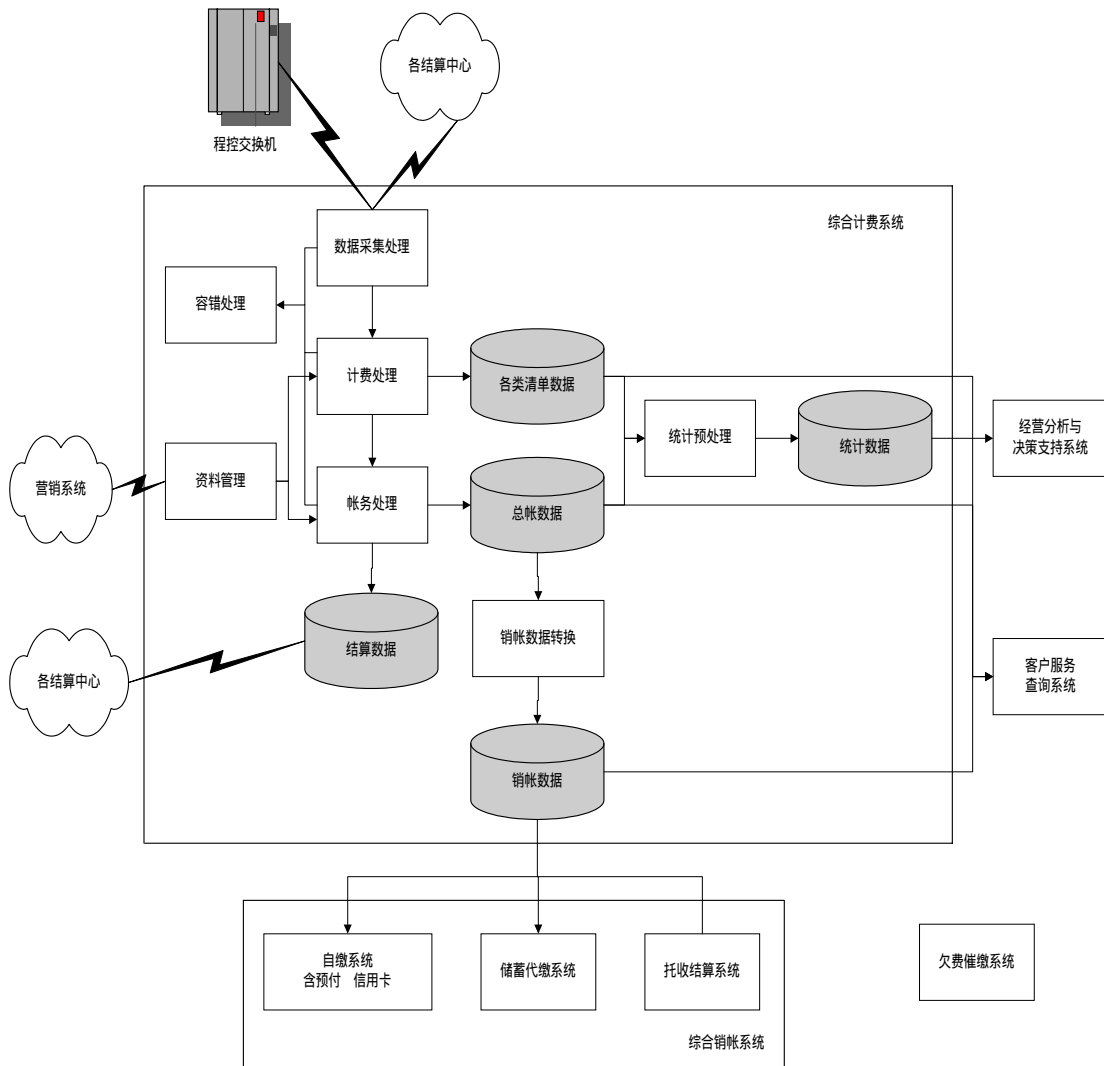 各结算中心
程控交换机
综合计费系统
数据采集处理
容错处理
计费处理
各类清单数据
统计预处理
统计数据
经营分析与
决策支持系统
营销系统
资料管理
帐务处理
总帐数据
销帐数据转换
结算数据
各结算中心
客户服务
查询系统
销帐数据
自缴系统
含预付 信用卡
储蓄代缴系统
托收结算系统
欠费催缴系统
综合销帐系统